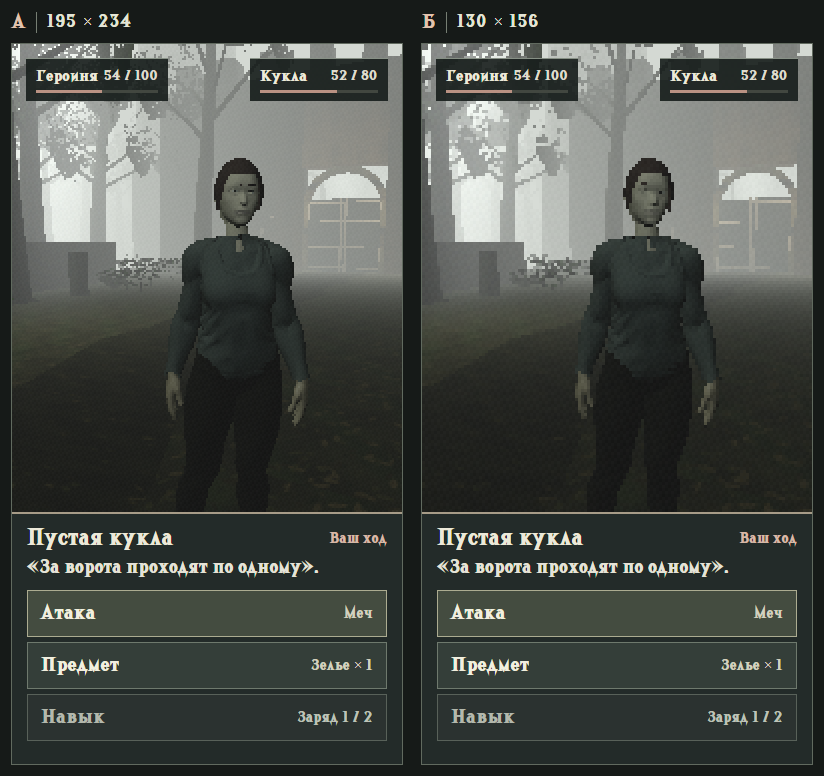 А | 195 × 234
Героиня 54 / 100
Кукла 52 / 80
Пустая кукла
Ваш ход
«За ворота проходят по одному».
Атака
Меч
Предмет
Зелье × 1
Навык
Заряд 1 / 2
Б | 130 × 156
Героиня 54 / 100
Кукла 52 / 80
Пустая кукла
Ваш ход
«За ворота проходят по одному».
Атака
Меч
Предмет
Зелье × 1
Навык
Заряд 1 / 2